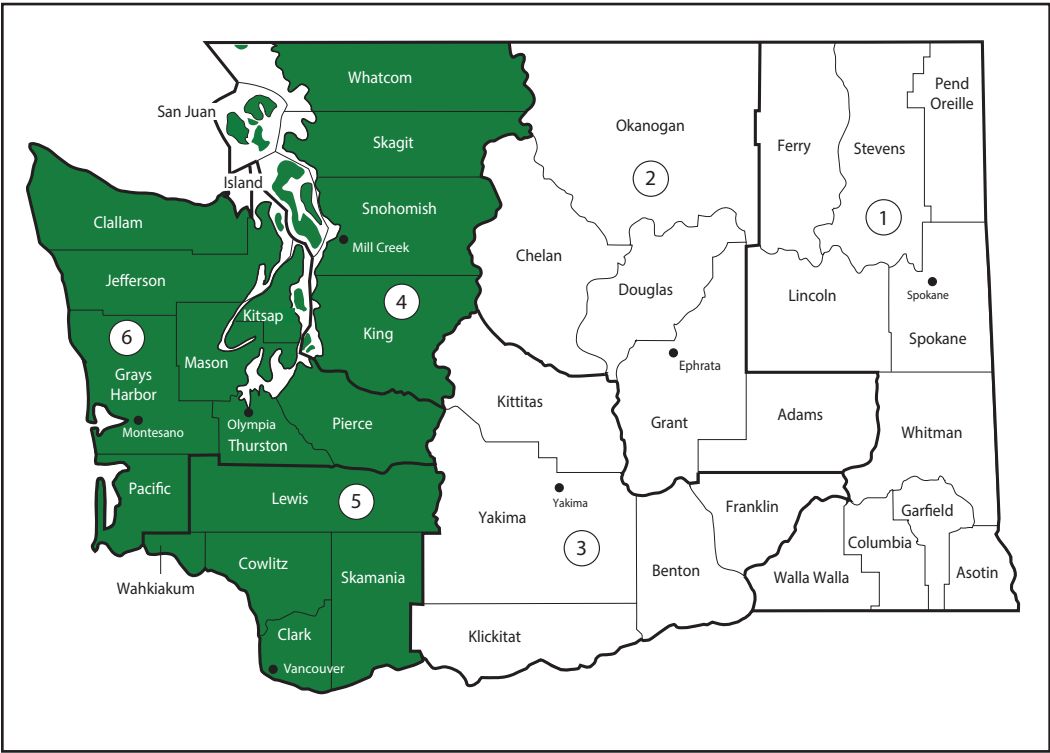 Whatcom
Pend
Oreille
San Juan
Okanogan
Skagit
Ferry
Stevens
Island
2
Snohomish
1
Clallam
Mill Creek
Chelan
Jefferson
Douglas
Lincoln
Spokane
4
Kitsap
6
King
Spokane
Mason
Ephrata
Grays
Harbor
Kittitas
Adams
Olympia
Pierce
Grant
Montesano
Thurston
Whitman
Pacific
Lewis
5
Yakima
Yakima
Franklin
Garfield
3
Columbia
Cowlitz
Skamania
Benton
Walla Walla
Asotin
Wahkiakum
Clark
Klickitat
Vancouver